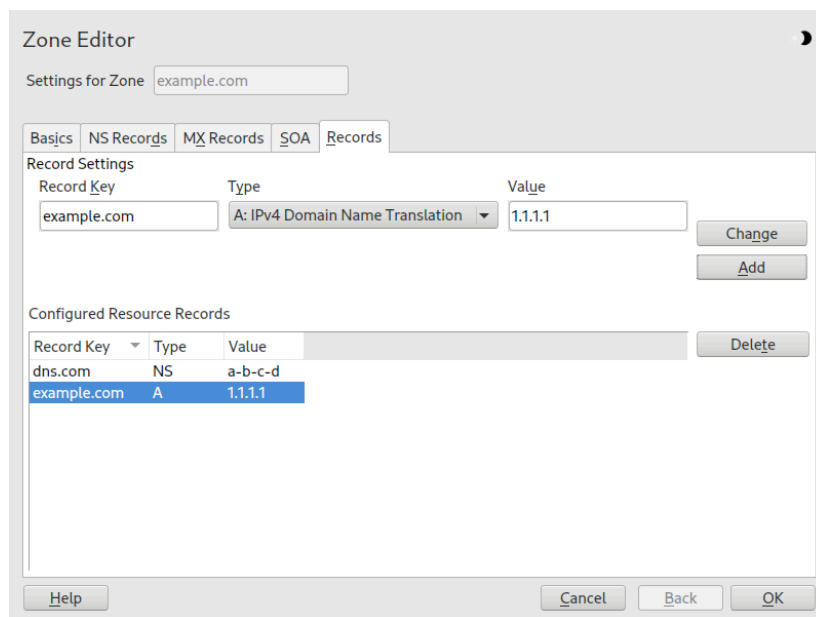 Zone Editor
Settings for Zone example.com
Basics NS Records MX Records SOA Records
Record Settings
Record Key Type Value
example.com A: IPv4 Domain Name Translation 1.1.1.1
Change
Add
Configured Resource Records
Record Key Type Value Delete
dns.com NS a-b-c-d
example.com A 1.1.1.1
Help Cancel Back OK